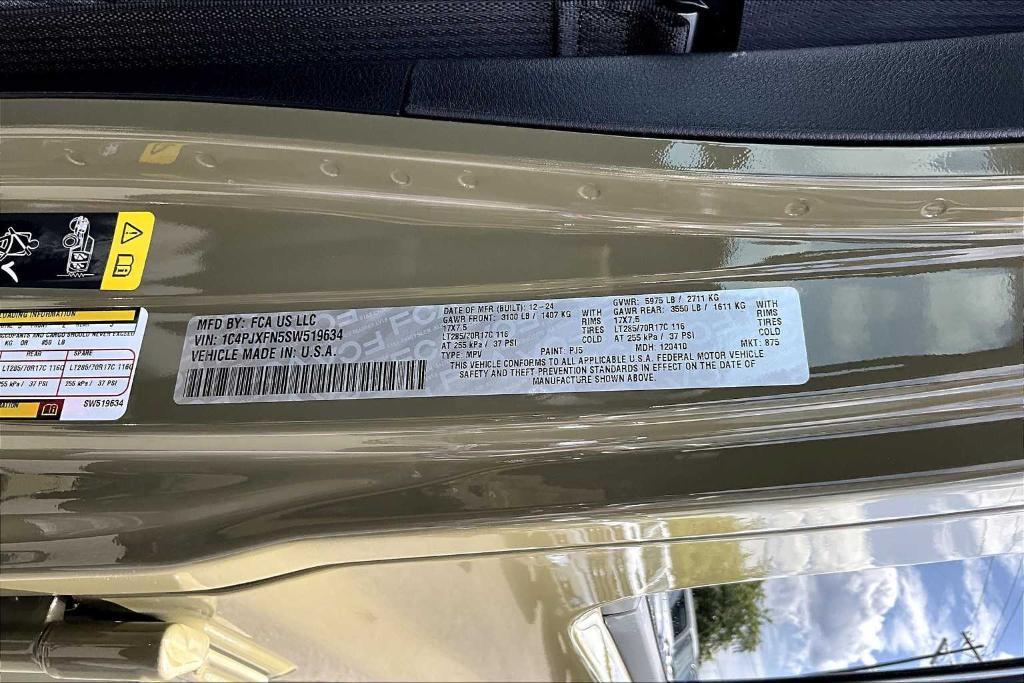 LOADING INFORMATION
REAR SPARE
LT285/70R17C 116C LT285/70R17C 116C
255 kPa / 37 PSI 255 kPa / 37 PSI
SW519634
MFD BY: FCA US LLC
VIN: 1C4PJXFN5SW519634
VEHICLE MADE IN U.S.A.
DATE OF MFR (BUILT): 12-24
GAWR FRONT: 3100 LB / 1407 KG WITH
17X7.5 RIMS
LT285/70R17C 116 TIRES
AT 255 kPa / 37 PSI COLD
GVWR: 5975 LB / 2711 KG
GAWR REAR: 3550 LB / 1611 KG WITH
17X7.5 RIMS
LT285/70R17C 116 TIRES
AT 255 kPa / 37 PSI COLD
TYPE: MPV PAINT: PJ5 MDH: 120410 MKT: 875
THIS VEHICLE CONFORMS TO ALL APPLICABLE U.S.A. FEDERAL MOTOR VEHICLE
SAFETY AND THEFT PREVENTION STANDARDS IN EFFECT ON THE DATE OF
MANUFACTURE SHOWN ABOVE.